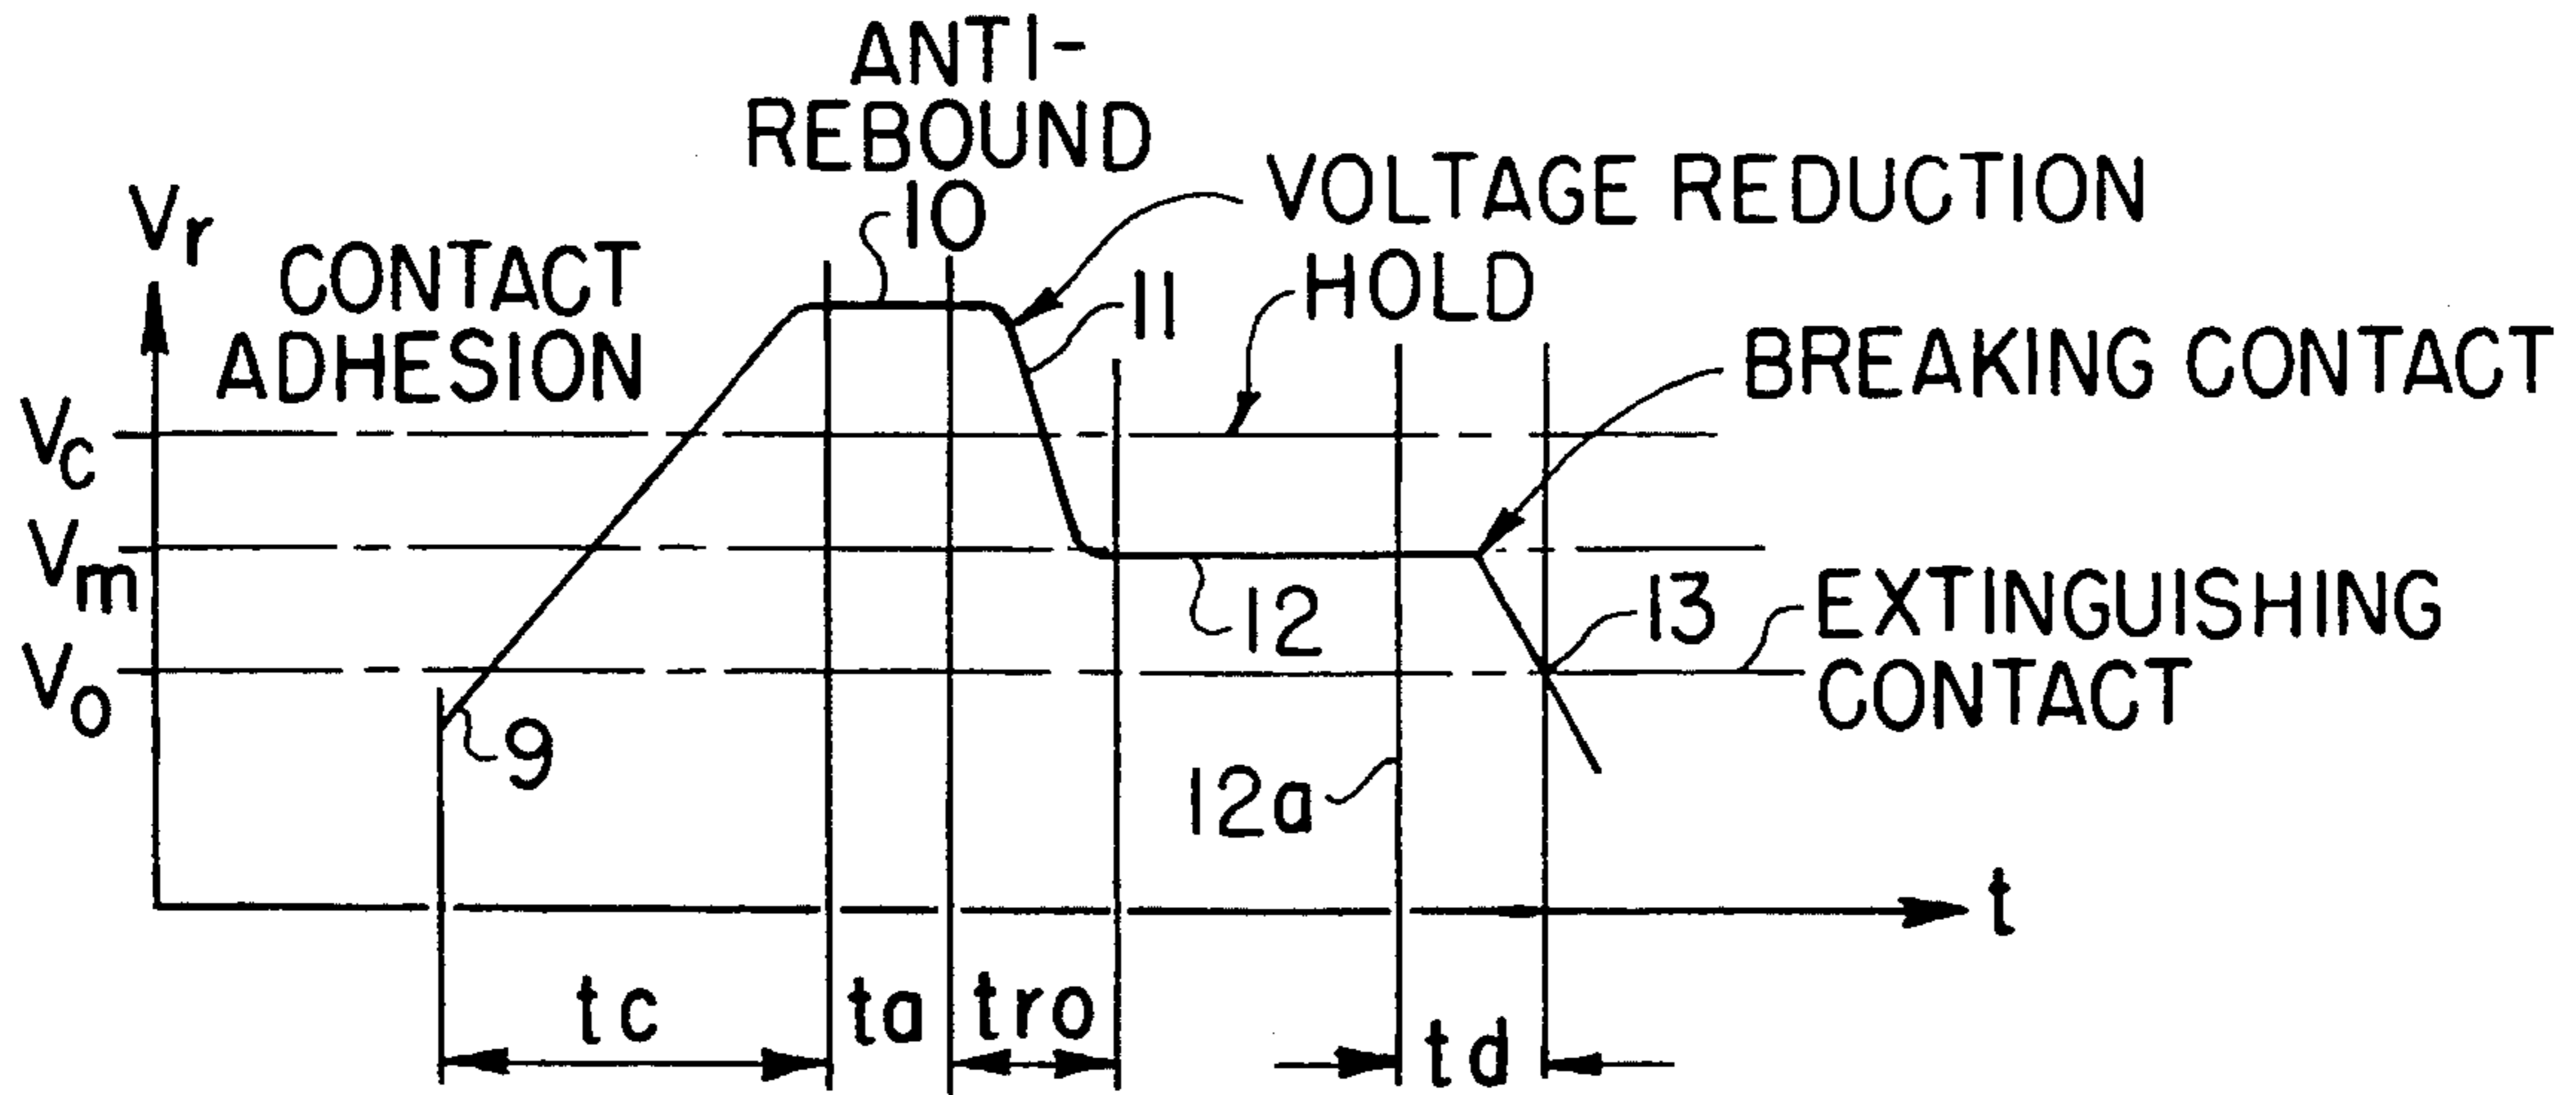 ANTI-
REBOUND
10
VOLTAGE REDUCTION
Vr
CONTACT
ADHESION
HOLD
11
BREAKING CONTACT
Vc
Vm
12
13
EXTINGUISHING
CONTACT
Vo
9
12a
t
tc
ta
tro
td